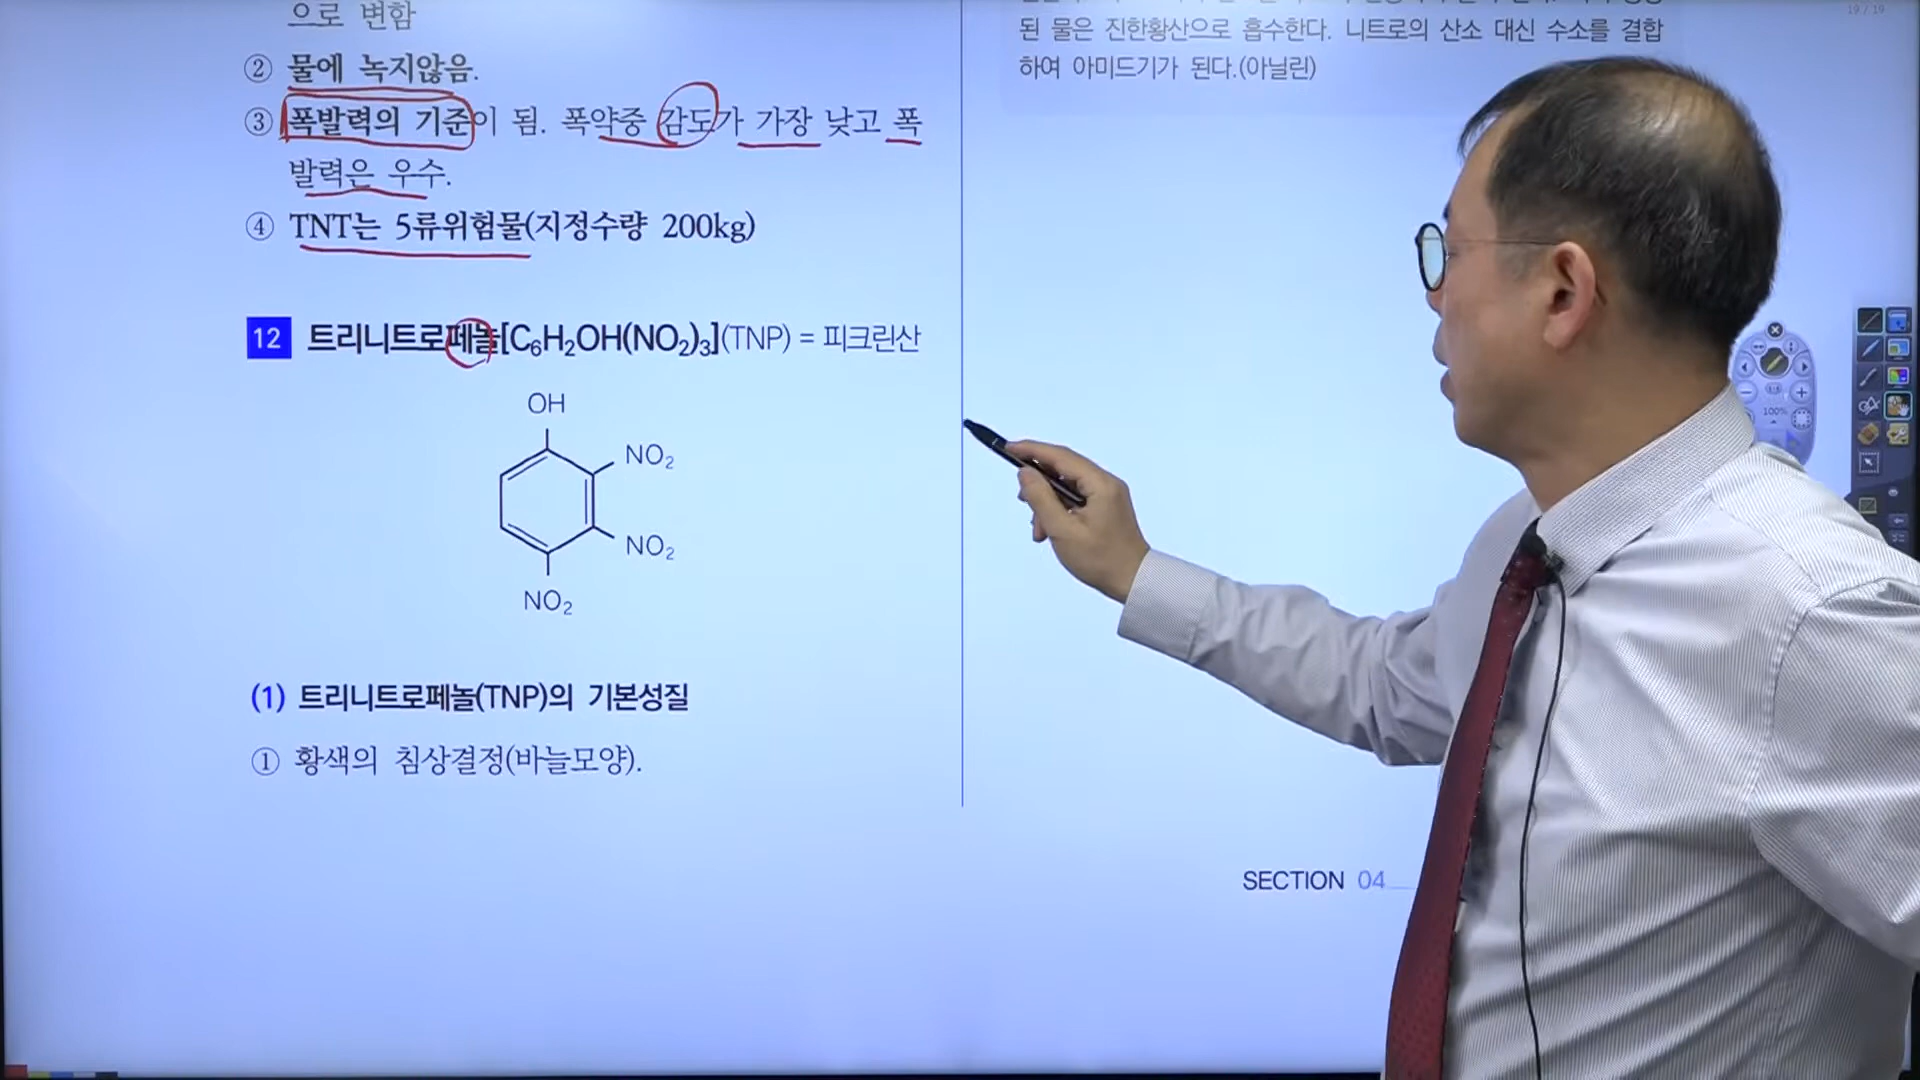 으로 변함
② 물에 녹지않음.
③ 폭발력의 기준이 됨. 폭약중 감도가 가장 낮고 폭
발력은 우수.
④ TNT는 5류위험물(지정수량 200kg)
12 트리니트로페놀[C₆H₂OH(NO₂)₃](TNP) = 피크린산
OH
NO₂
NO₂
NO₂
(1) 트리니트로페놀(TNP)의 기본성질
① 황색의 침상결정(바늘모양).
된 물은 진한황산으로 흡수한다. 니트로의 산소 대신 수소를 결합
하여 아미드기가 된다.(아닐린)
SECTION 04
19 / 19
100%